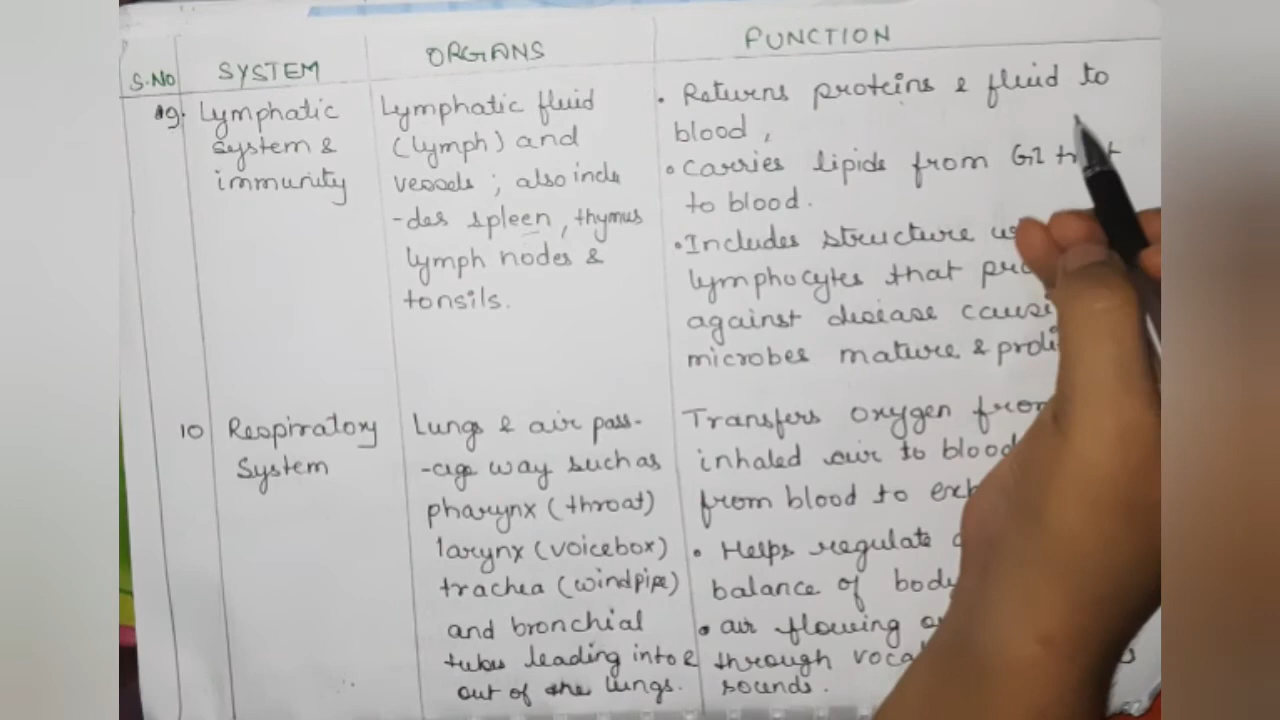 S.NO SYSTEM ORGANS FUNCTION
9. Lymphatic system & immunity
Lymphatic fluid
(lymph) and
vessels ; also inclu
-des spleen, thymus
lymph nodes &
tonsils.
• Returns proteins & fluid to
blood,
• Carries lipids from GI
to blood.
• Includes structure
lymphocytes that
against disease
microbes mature &
10 Respiratory
System
Lungs & air pass-
-age way such as
pharynx (throat)
larynx (voicebox)
trachea (windpipe)
and bronchial
tubes leading into &
out of the lungs.
Transfers oxygen from
inhaled air to blood
from blood to
• Helps regulate
balance of body
• air flowing
through
sounds.